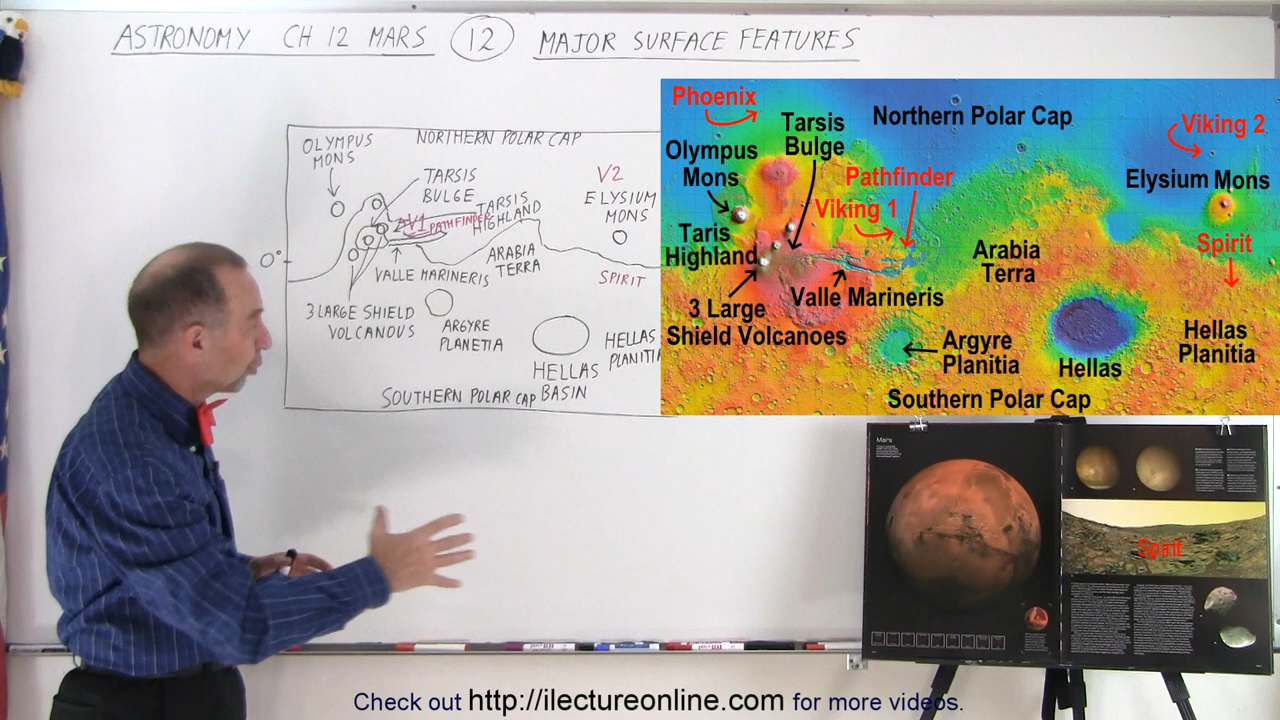 ASTRONOMY CH 12 MARS 12 MAJOR SURFACE FEATURES
OLYMPUS
MONS
NORTHERN POLAR CAP
TARSIS
BULGE
V2
ELYSIUM
MONS
TARSIS
HIGHLAND
V1
PATHFINDER
0°
VALLE MARINERIS
ARABIA
TERRA
SPIRIT
3 LARGE SHIELD
VOLCANOUS
ARGYRE
PLANETIA
HELLAS
BASIN
HELLAS
PLANITI
SOUTHERN POLAR CAP
Phoenix
Northern Polar Cap
Tarsis
Bulge
Viking 2
Olympus
Mons
Elysium Mons
Pathfinder
Viking 1
Taris
Highland
Arabia
Terra
Spirit
Valle Marineris
3 Large
Shield Volcanoes
Argyre
Planitia
Hellas
Hellas
Planitia
Southern Polar Cap
Mars
Spirit
Check out http://ilectureonline.com for more videos.